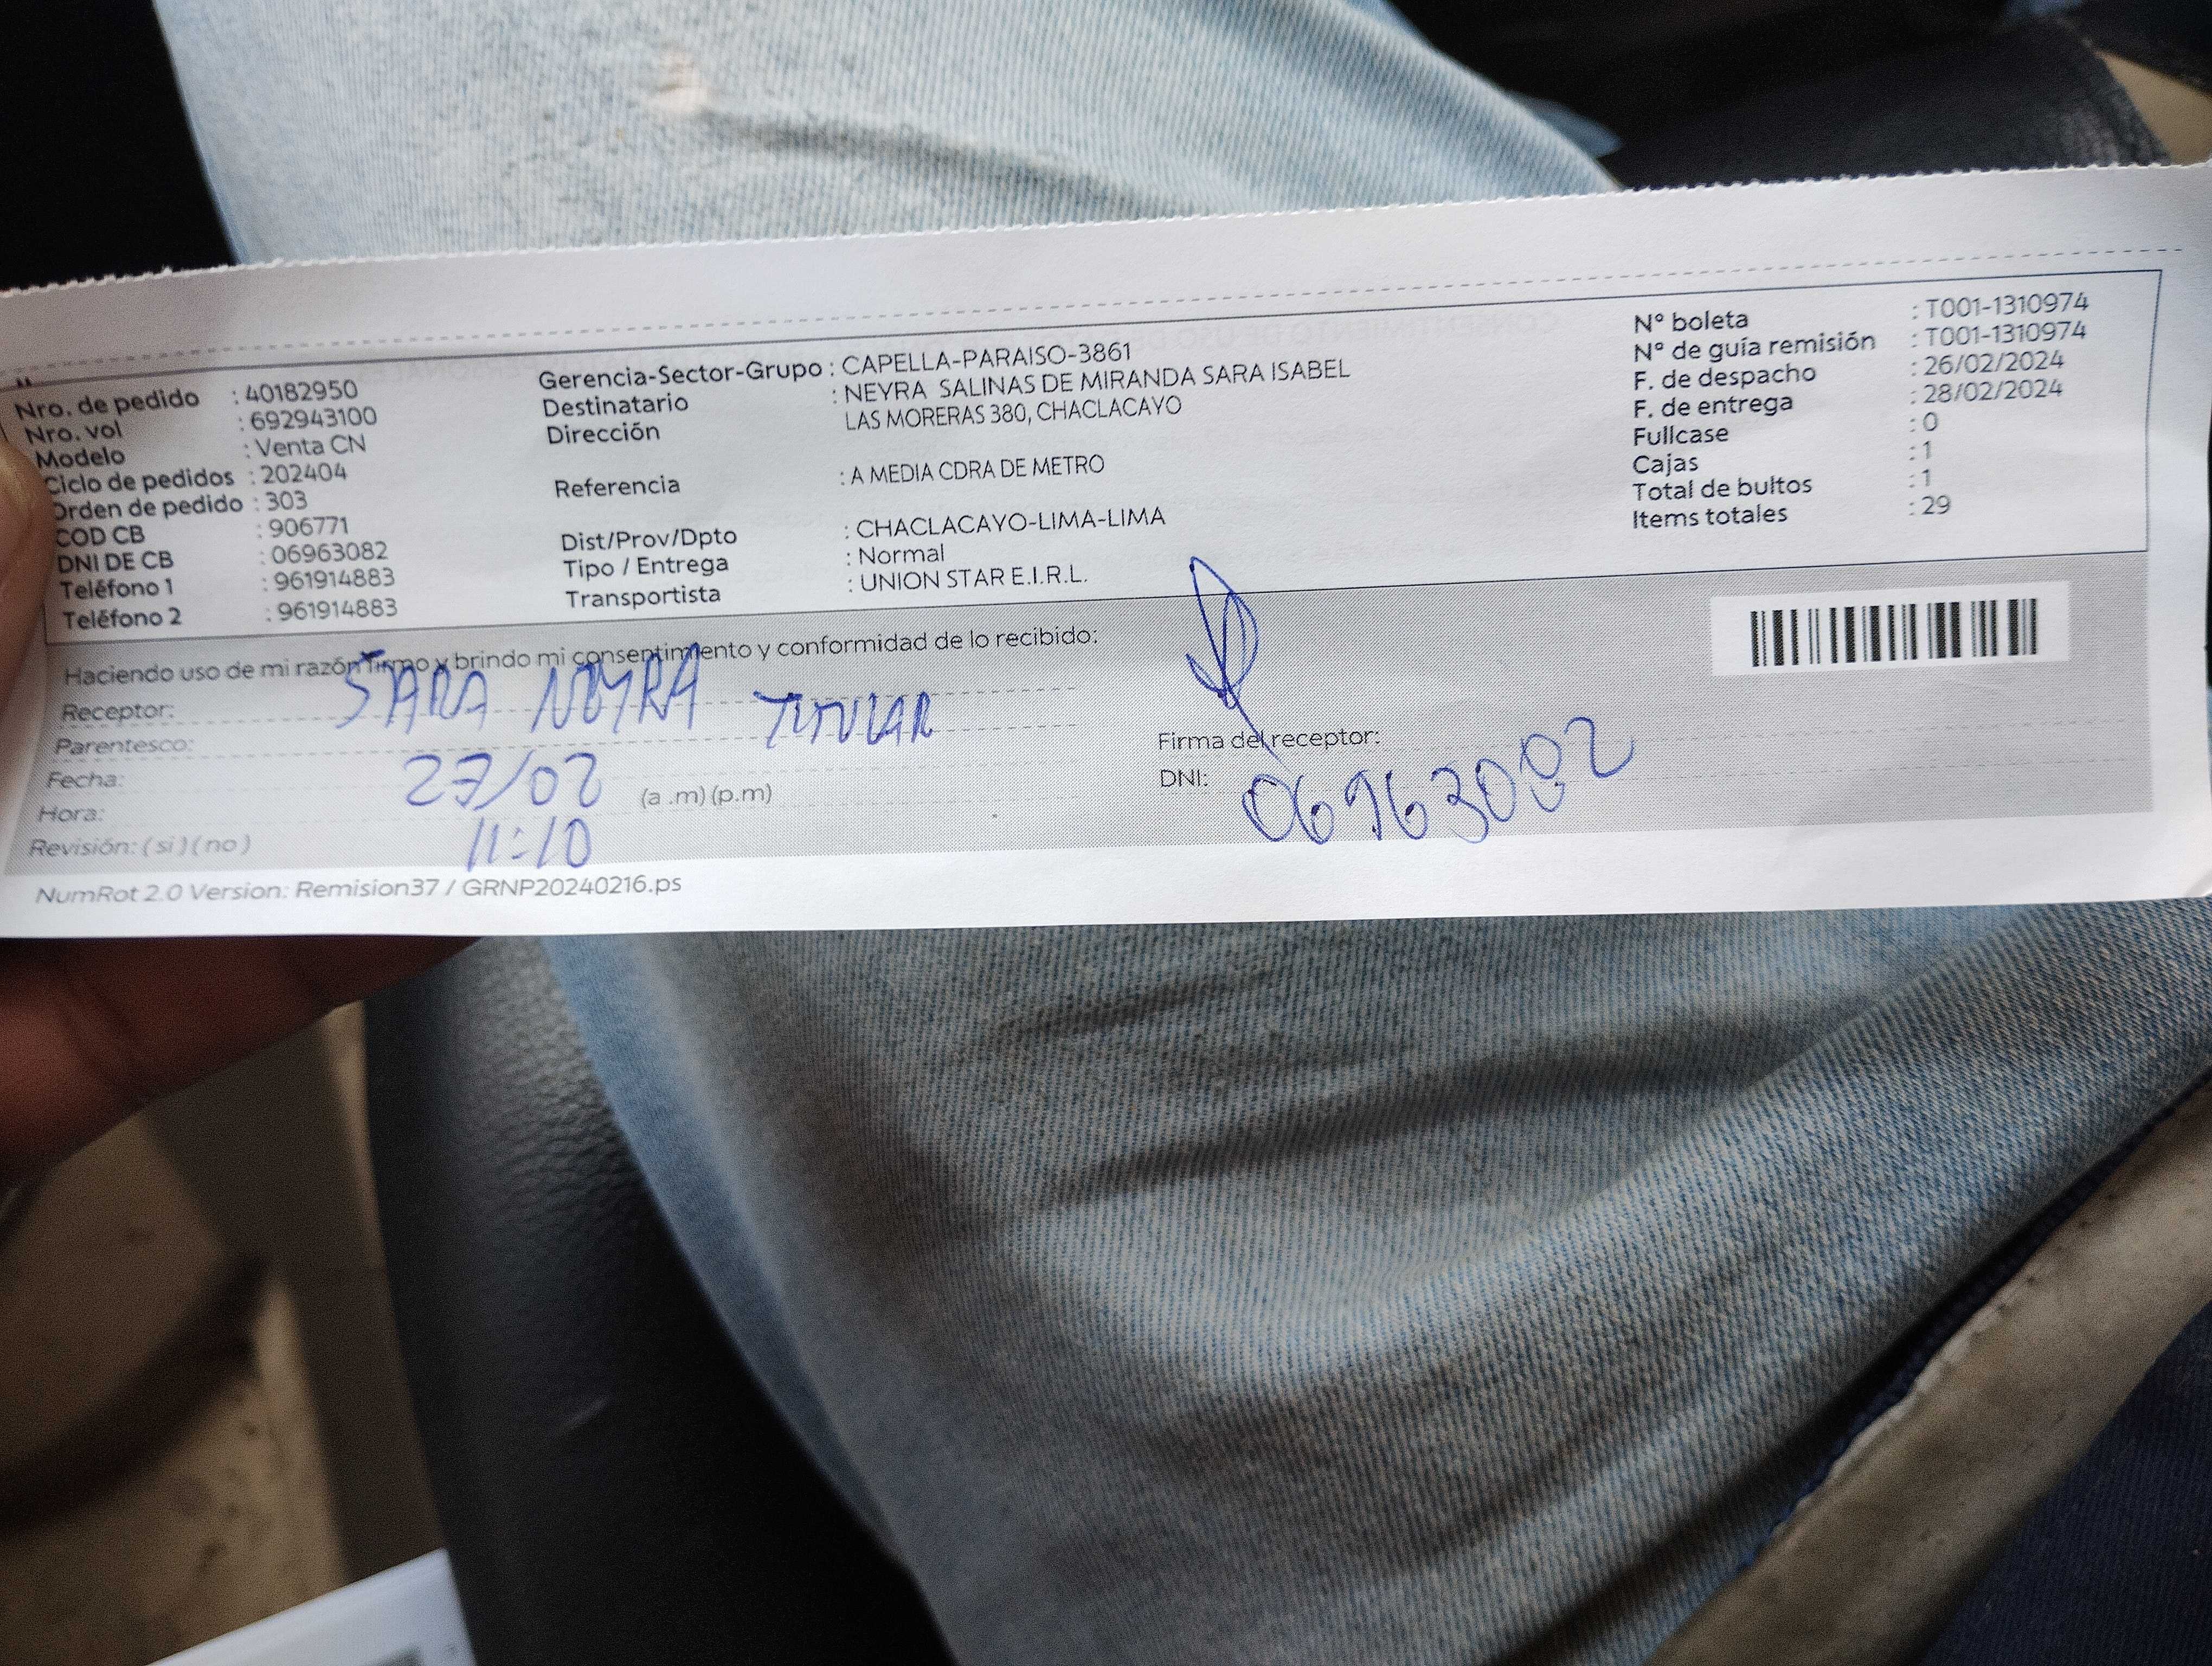 Nro. de pedido : 40182950
Nro. vol : 692943100
Modelo : Venta CN
Ciclo de pedidos : 202404
Orden de pedido : 303
COD CB : 906771
DNI DE CB : 06963082
Teléfono 1 : 961914883
Teléfono 2 : 961914883
Gerencia-Sector-Grupo : CAPELLA-PARAISO-3861
Destinatario : NEYRA SALINAS DE MIRANDA SARA ISABEL
Dirección LAS MORERAS 380, CHACLACAYO
Referencia : A MEDIA CDRA DE METRO
Dist/Prov/Dpto : CHACLACAYO-LIMA-LIMA
Tipo / Entrega : Normal
Transportista : UNION STAR E.I.R.L.
N° boleta : T001-1310974
N° de guía remisión : T001-1310974
F. de despacho : 26/02/2024
F. de entrega : 28/02/2024
Fullcase : 0
Cajas : 1
Total de bultos : 1
Items totales : 29
Haciendo uso de mi razón firmo y brindo mi consentimiento y conformidad de lo recibido:
Receptor: SARA NEYRA
Parentesco: TITULAR
Fecha: 27/02
Hora: 11:10 (a .m) (p.m)
Revisión: ( si ) ( no )
Firma del receptor:
DNI: 06963082
NumRot 2.0 Version: Remision37 / GRNP20240216.ps